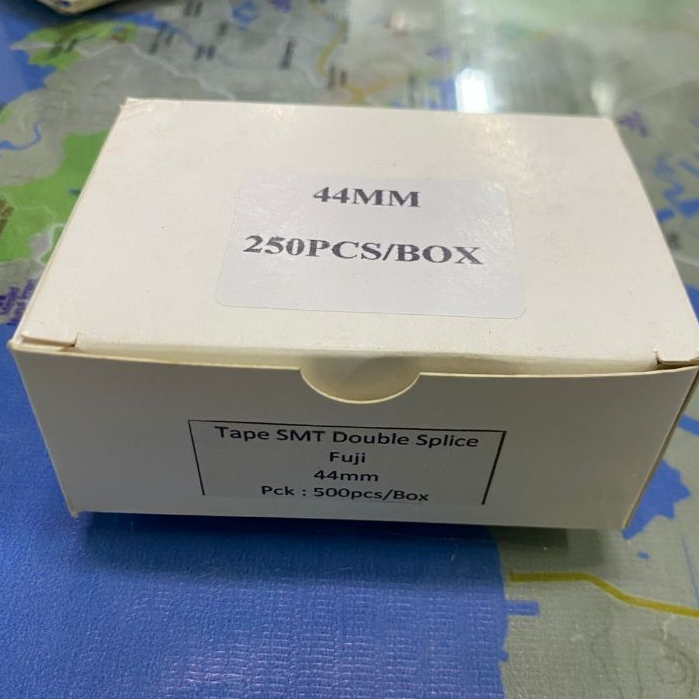 44MM
250PCS/BOX
Tape SMT Double Splice
Fuji
44mm
Pck : 500pcs/Box